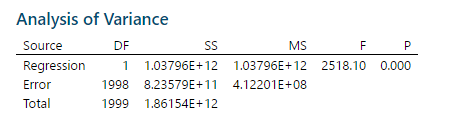 Analysis of Variance
Source DF SS MS F P
Regression 1 1.03796E+12 1.03796E+12 2518.10 0.000
Error 1998 8.23579E+11 4.12201E+08
Total 1999 1.86154E+12